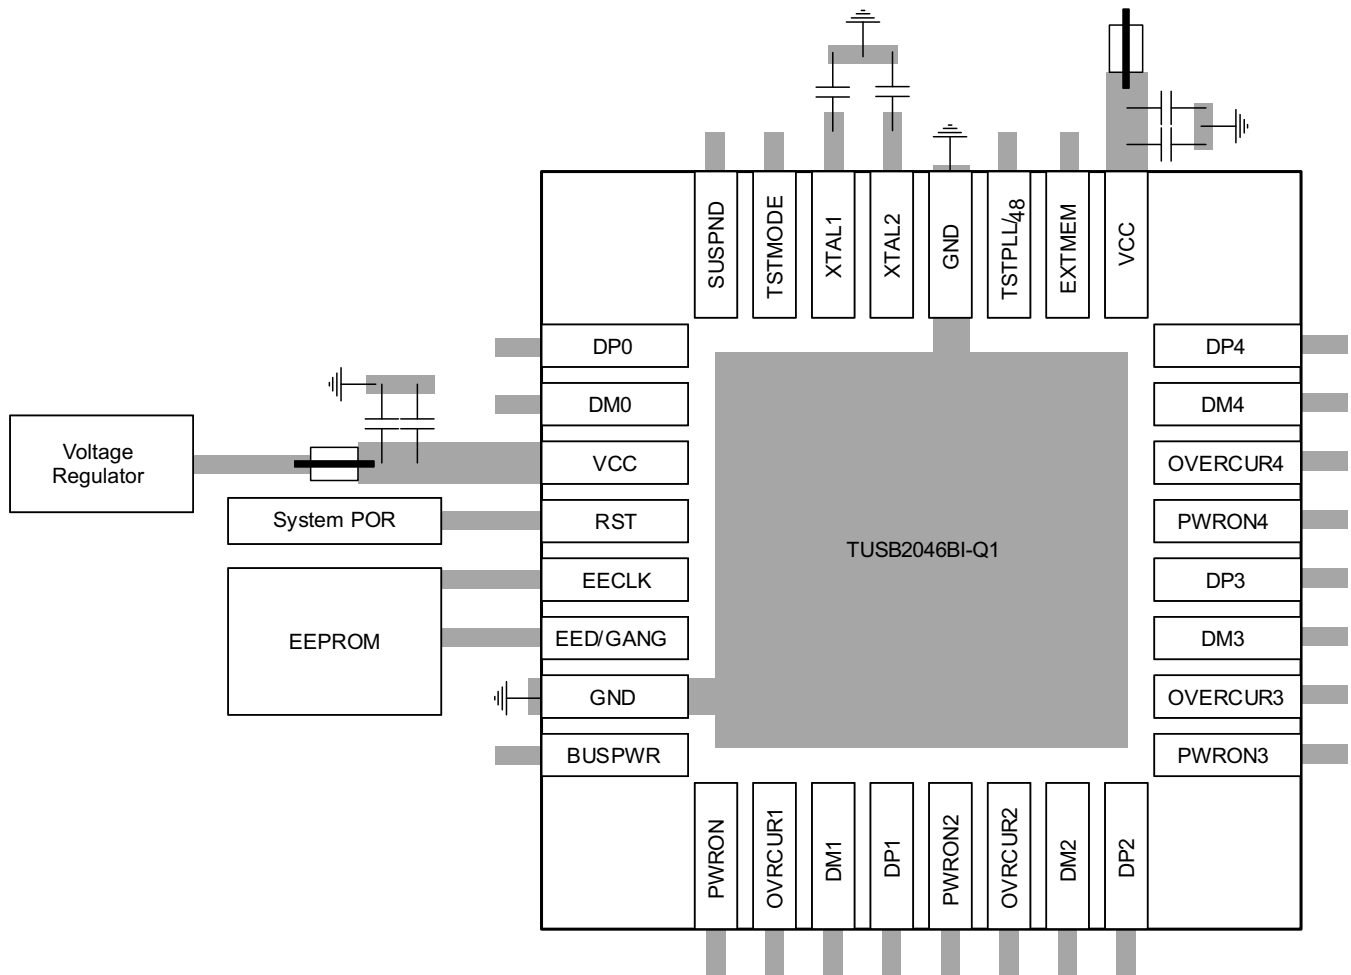 SUSPND
TSTMODE
XTAL1
XTAL2
GND
TSTPLL/48
EXTMEM
VCC
DP0
DM0
VCC
RST
EECLK
EED/GANG
GND
BUSPWR
Voltage
Regulator
System POR
EEPROM
TUSB2046BI-Q1
DP4
DM4
OVERCUR4
PWRON4
DP3
DM3
OVERCUR3
PWRON3
PWRON
OVRCUR1
DM1
DP1
PWRON2
OVRCUR2
DM2
DP2